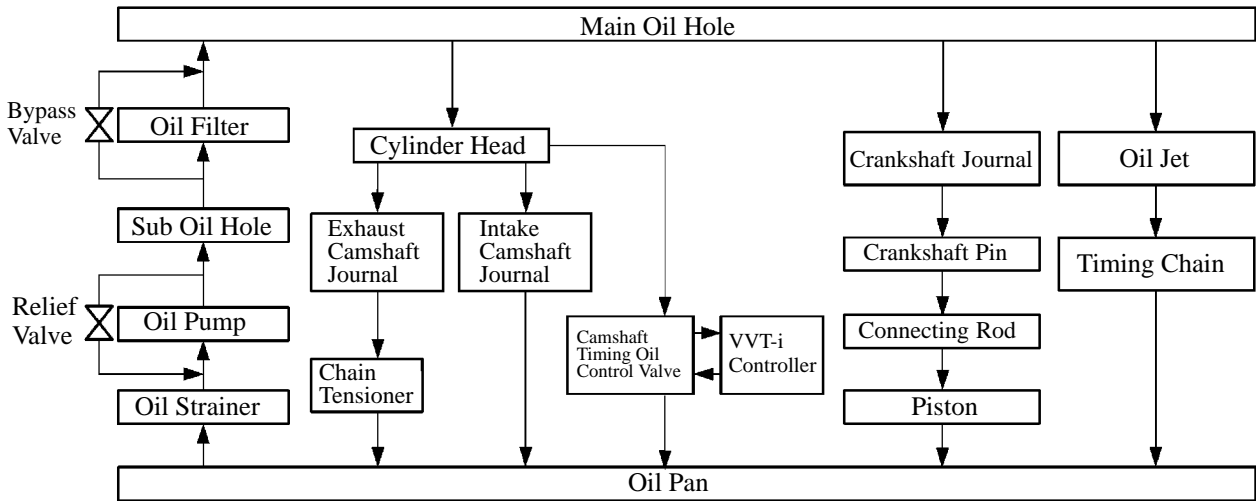 Main Oil Hole
Bypass
Valve
Oil Filter
Cylinder Head
Crankshaft Journal
Oil Jet
Sub Oil Hole
Exhaust
Camshaft
Journal
Intake
Camshaft
Journal
Crankshaft Pin
Timing Chain
Relief
Valve
Oil Pump
Camshaft
Timing Oil
Control Valve
VVT-i
Controller
Connecting Rod
Chain
Tensioner
Oil Strainer
Piston
Oil Pan